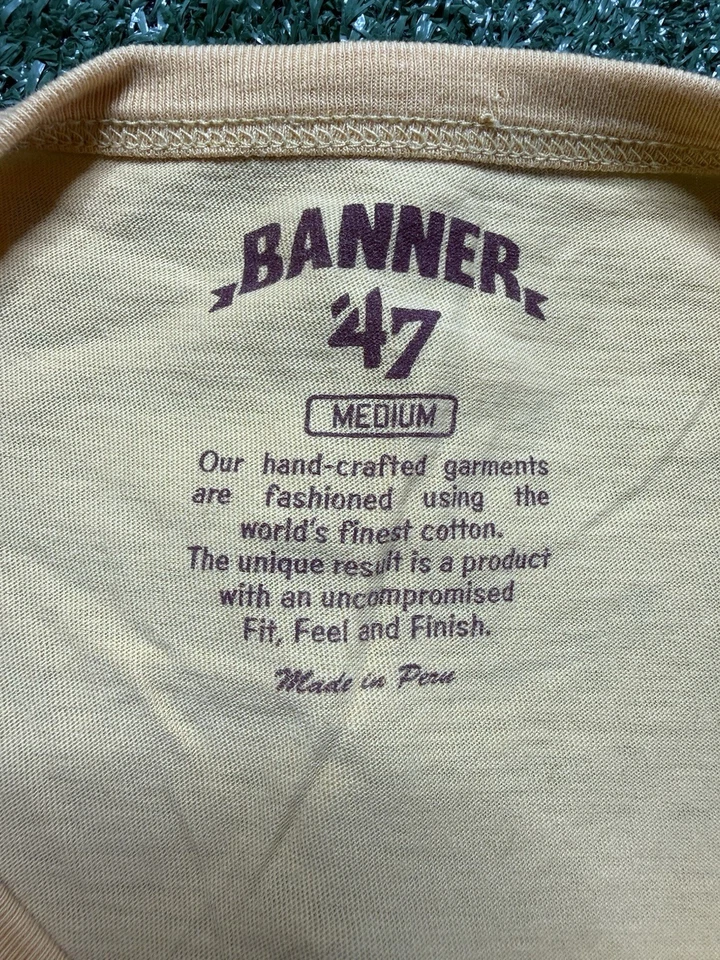 BANNER
'47
MEDIUM
Our hand-crafted garments
are fashioned using the
world's finest cotton.
The unique result is a product
with an uncompromised
Fit, Feel and Finish.
Made in Peru